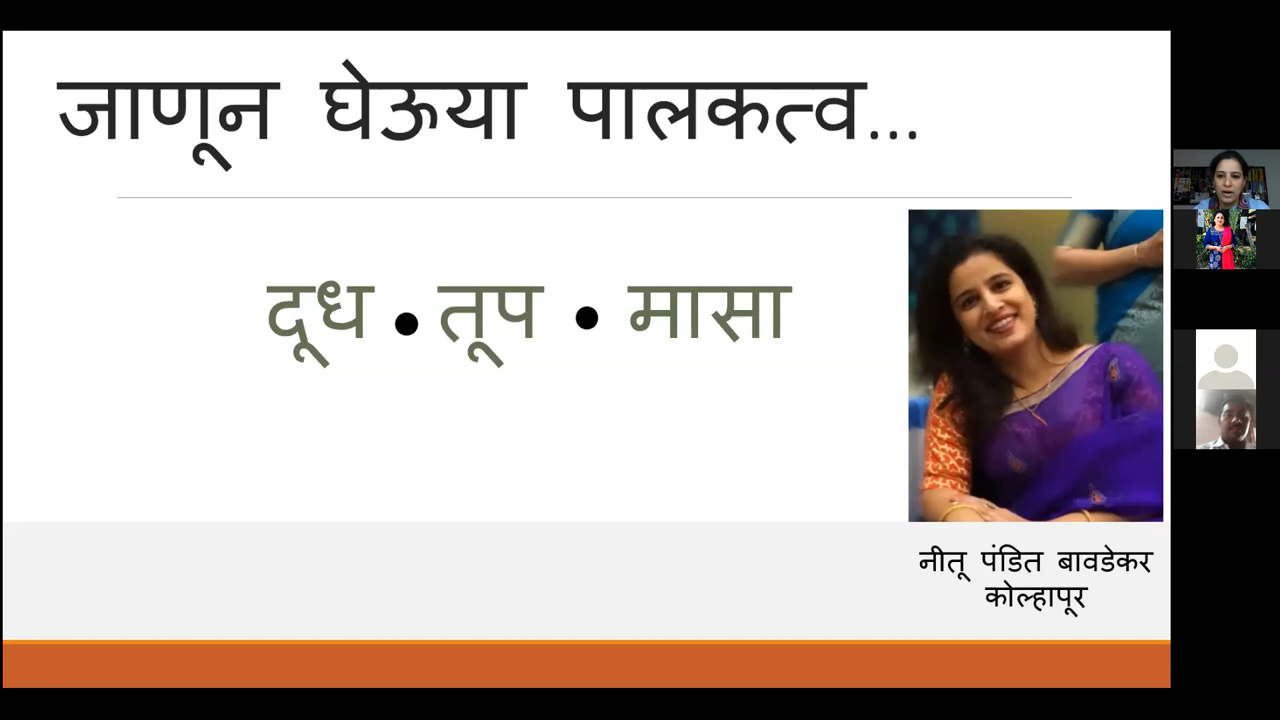 जाणून घेऊया पालकत्व...
दूध • तूप • मासा
नीतू पंडित बावडेकर
कोल्हापूर